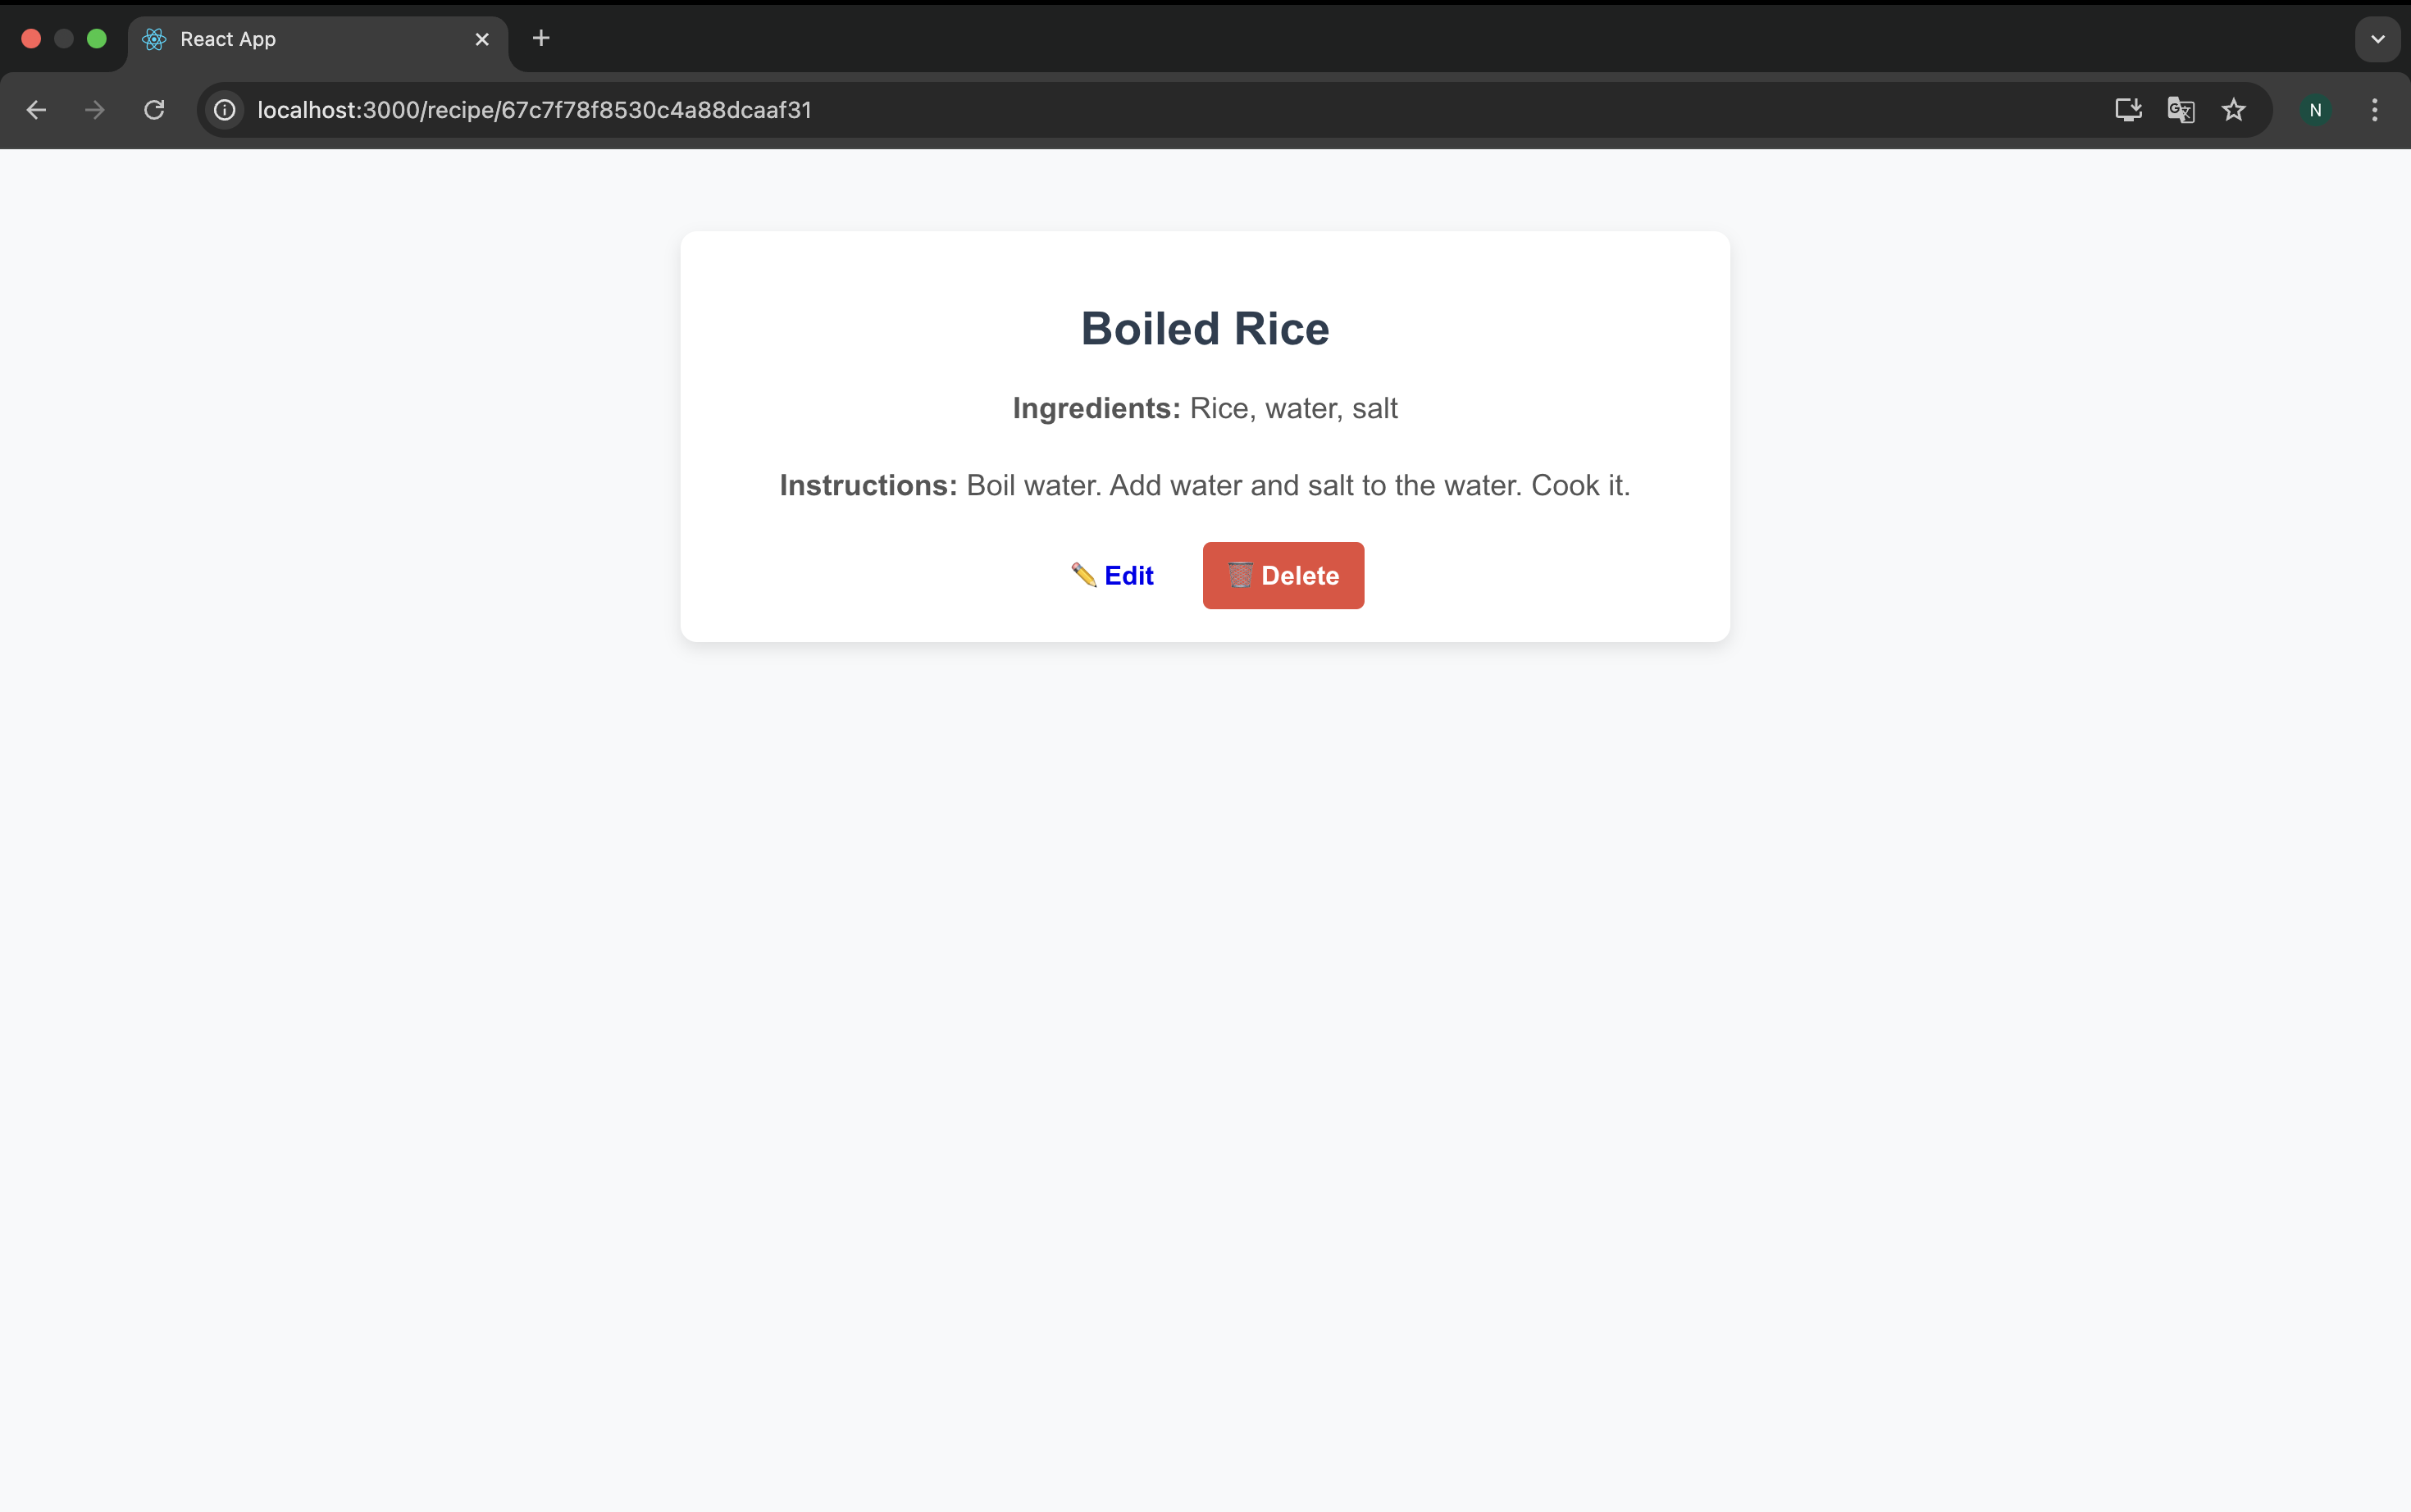 React App
localhost:3000/recipe/67c7f78f8530c4a88dcaaf31
N
Boiled Rice
Ingredients: Rice, water, salt
Instructions: Boil water. Add water and salt to the water. Cook it.
✏️ Edit
🗑️ Delete